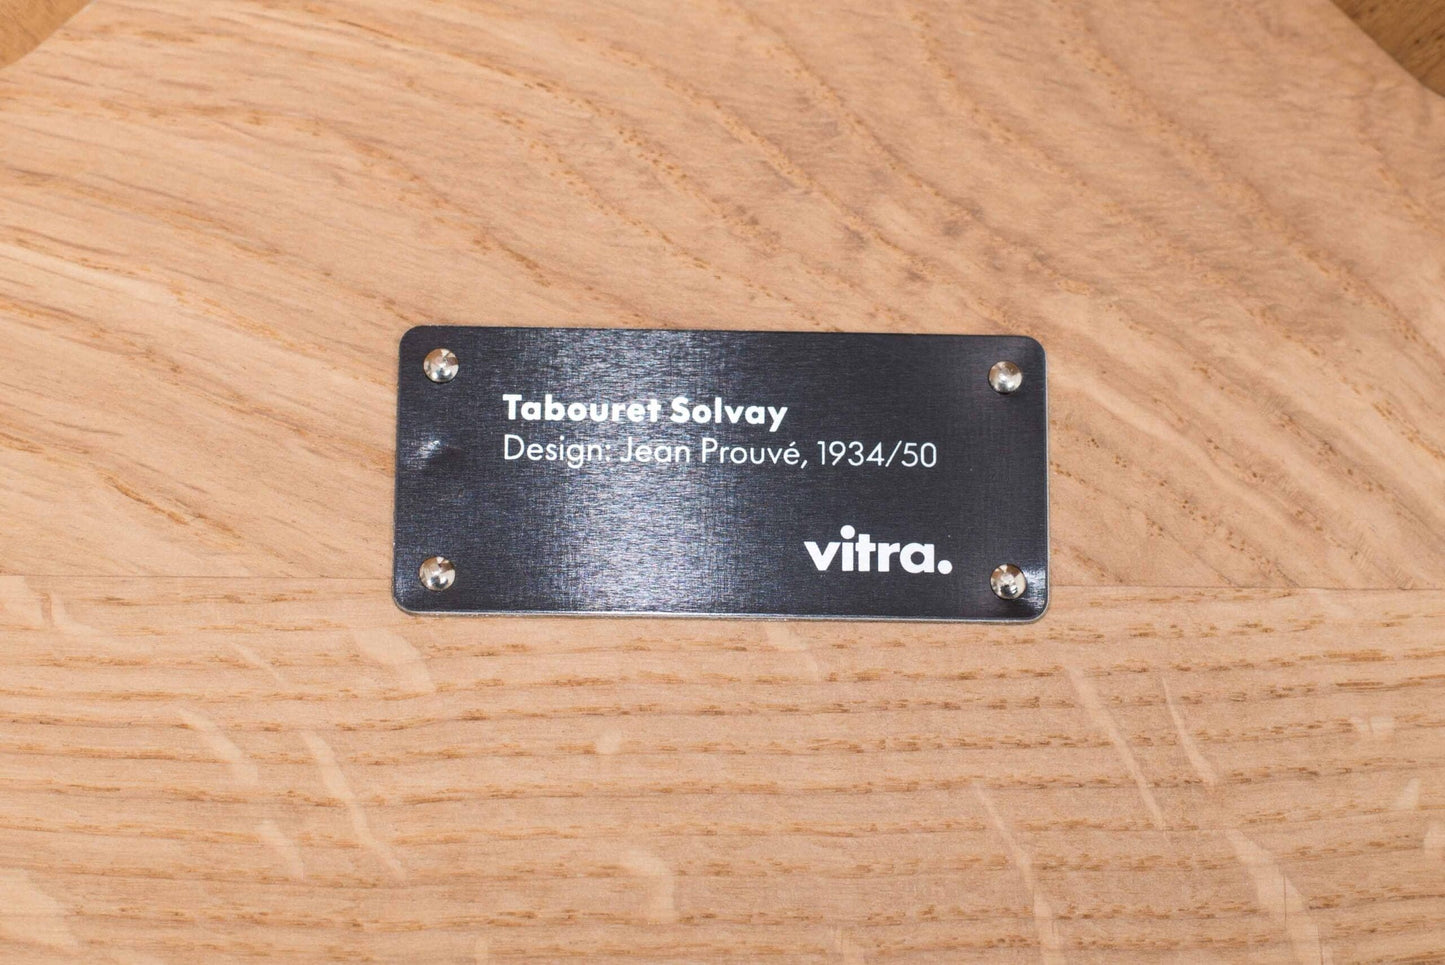 Tabouret Solvay
Design: Jean Prouvé, 1934/50
vitra.